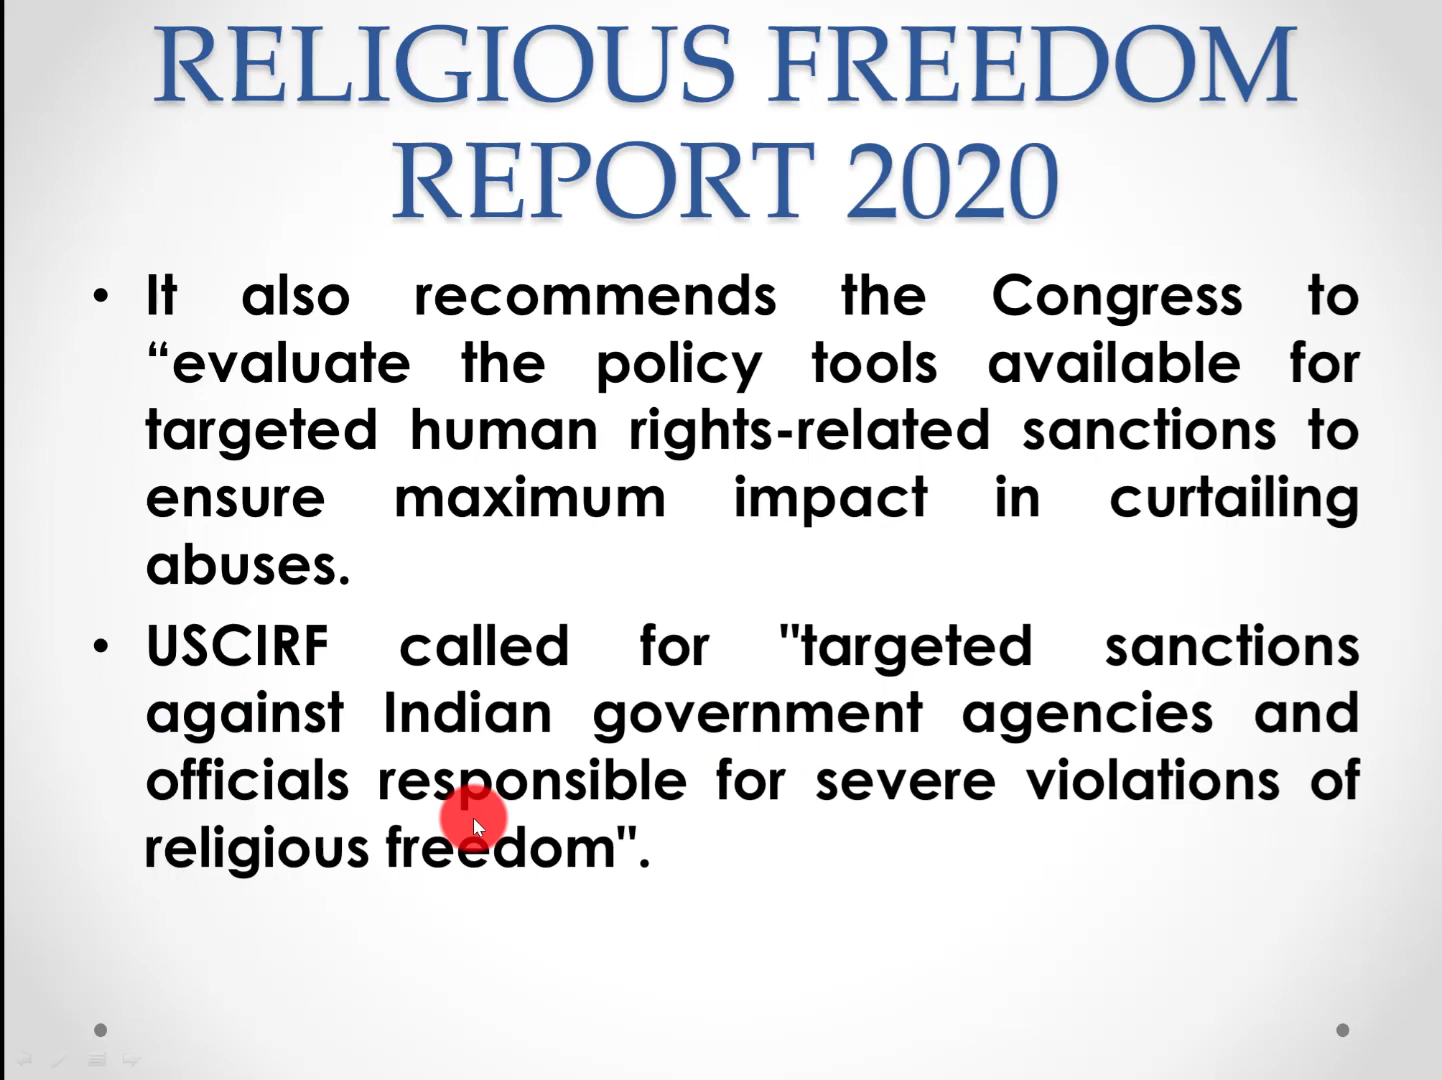 RELIGIOUS FREEDOM
REPORT 2020
• It also recommends the Congress to
“evaluate the policy tools available for
targeted human rights-related sanctions to
ensure maximum impact in curtailing
abuses.
• USCIRF called for "targeted sanctions
against Indian government agencies and
officials responsible for severe violations of
religious freedom".